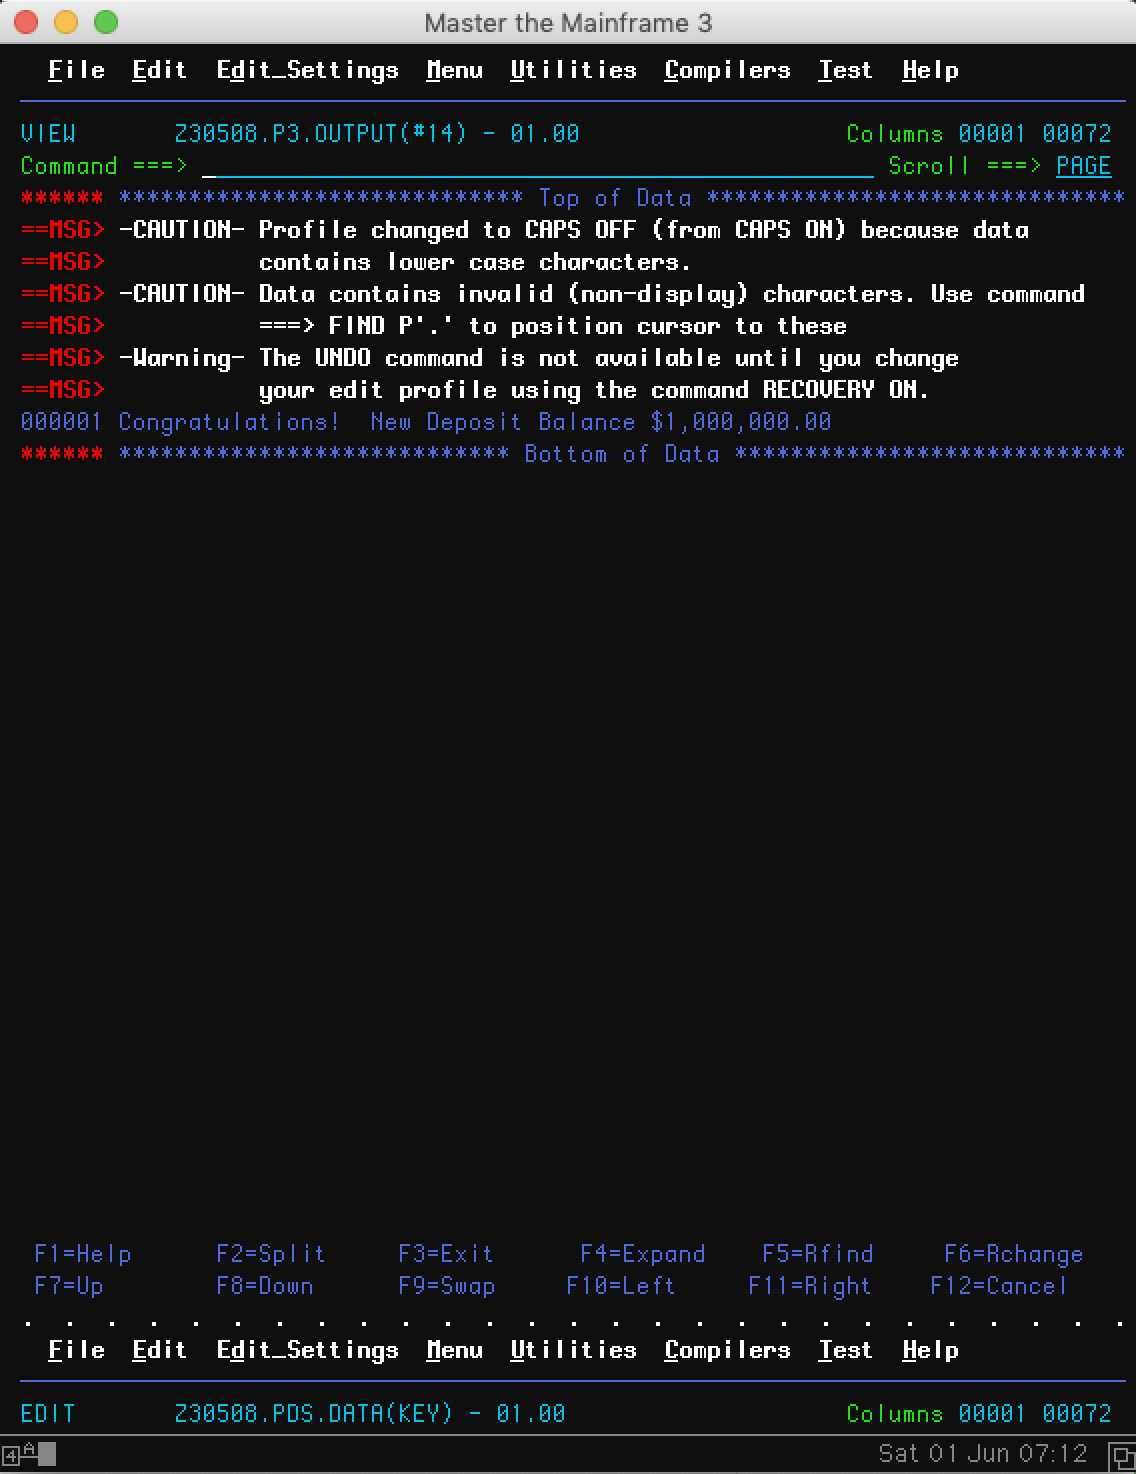 Master the Mainframe 3
File Edit Edit_Settings Menu Utilities Compilers Test Help
VIEW Z30508.P3.OUTPUT(#14) - 01.00 Columns 00001 00072
Command ===> _ Scroll ===> PAGE
****** ***************************** Top of Data ******************************
==MSG> -CAUTION- Profile changed to CAPS OFF (from CAPS ON) because data
==MSG> contains lower case characters.
==MSG> -CAUTION- Data contains invalid (non-display) characters. Use command
==MSG> ===> FIND P'.' to position cursor to these
==MSG> -Warning- The UNDO command is not available until you change
==MSG> your edit profile using the command RECOVERY ON.
000001 Congratulations!  New Deposit Balance $1,000,000.00
****** **************************** Bottom of Data ****************************
F1=Help F2=Split F3=Exit F4=Expand F5=Rfind F6=Rchange
F7=Up F8=Down F9=Swap F10=Left F11=Right F12=Cancel
. . . . . . . . . . . . . . . . . . . . . . . . . . . . . . . . . . . . . . . .
File Edit Edit_Settings Menu Utilities Compilers Test Help
EDIT Z30508.PDS.DATA(KEY) - 01.00 Columns 00001 00072
4 A Sat 01 Jun 07:12